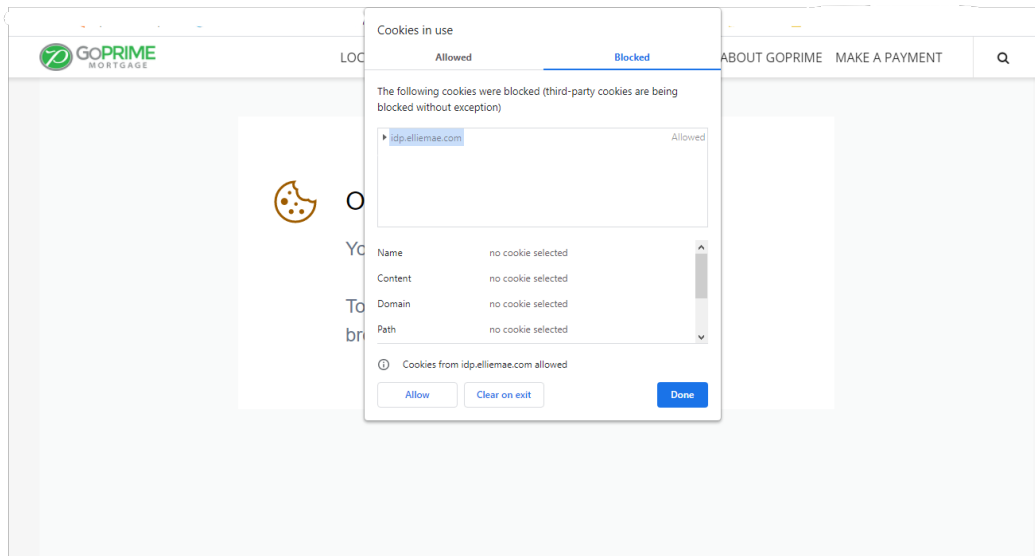 GOPRIME
MORTGAGE
LOC
ABOUT GOPRIME
MAKE A PAYMENT
Cookies in use
Allowed
Blocked
The following cookies were blocked (third-party cookies are being
blocked without exception)
idp.elliemae.com
Allowed
O
Yo
To
bro
Name
no cookie selected
Content
no cookie selected
Domain
no cookie selected
Path
no cookie selected
Cookies from idp.elliemae.com allowed
Allow
Clear on exit
Done